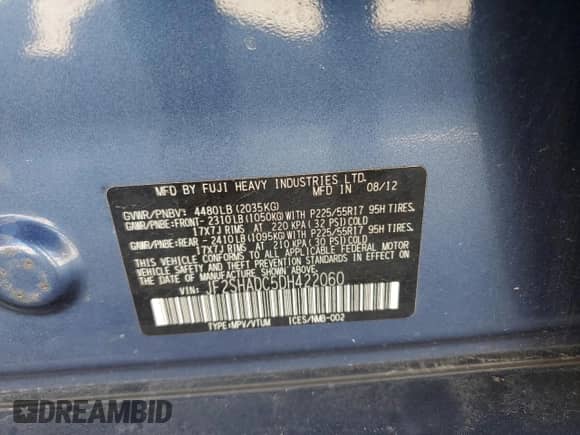 MFD BY FUJI HEAVY INDUSTRIES LTD.
MFD IN 08/12
GVWR/PNBV: 4480LB(2035KG)
GWR/PNBE:FRONT- 2310LB(1050KG)WITH P225/55R17 95H TIRES,
17X7J RIMS AT 220 KPA(32 PSI)COLD
GWR/PNBE:REAR - 2410LB(1095KG)WITH P225/55R17 95H TIRES,
17X7J RIMS AT 210 KPA(30 PSI)COLD
THIS VEHICLE CONFORMS TO ALL APPLICABLE FEDERAL MOTOR
VEHICLE SAFETY AND THEFT PREVENTION STANDARDS IN EFFECT ON
THE DATE OF MANUFACTURE SHOWN ABOVE.
VIN: JF2SHADC5DH422060
TYPE:MPV/VTUM ICES/NMB-002
DREAMBID